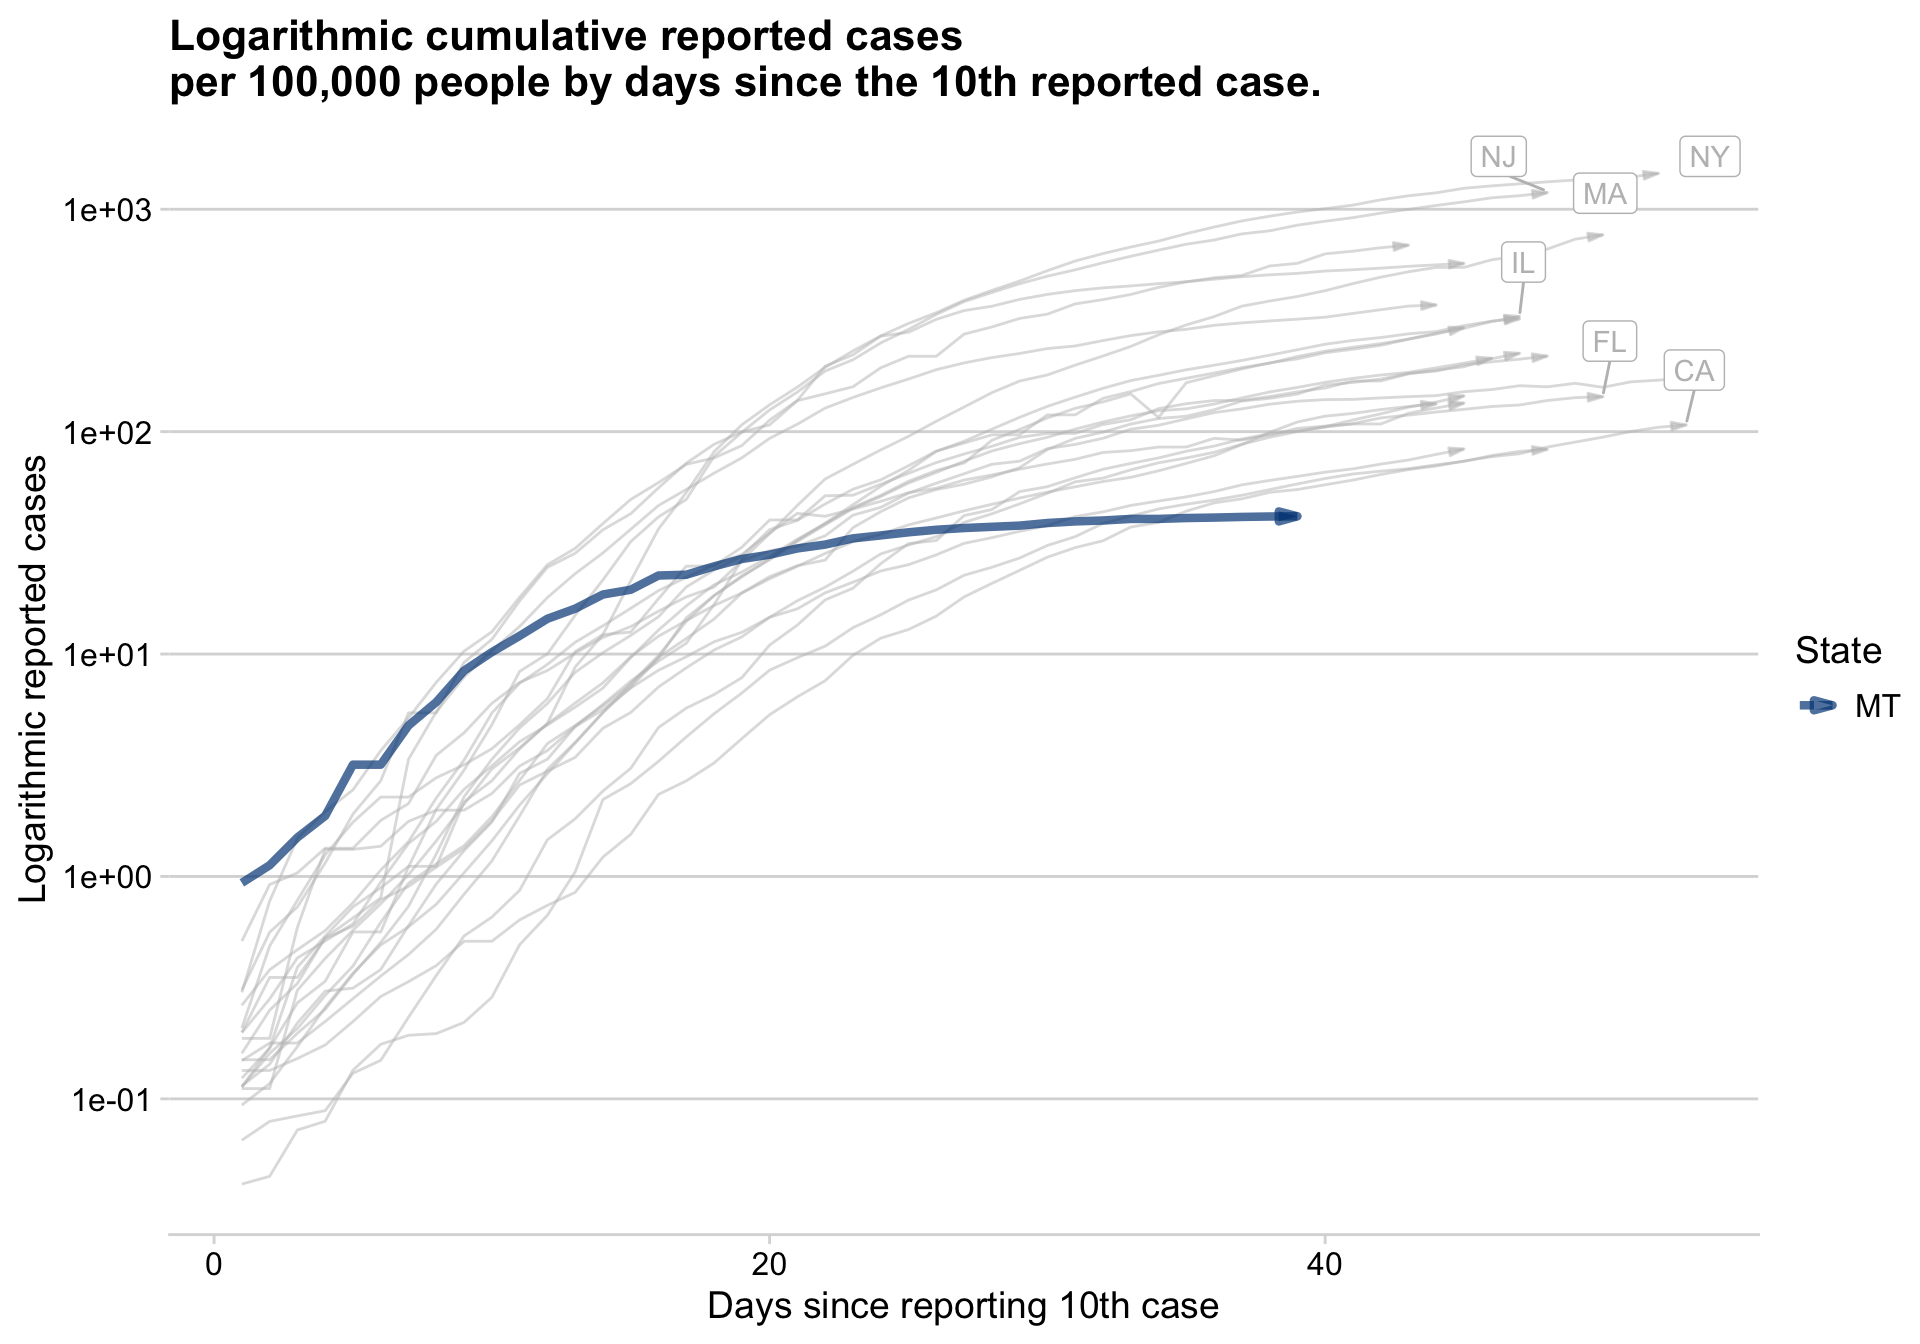 Logarithmic cumulative reported cases
per 100,000 people by days since the 10th reported case.
NJ
NY
MA
IL
FL
CA
1e+03
1e+02
1e+01
1e+00
1e-01
Logarithmic reported cases
0
20
40
Days since reporting 10th case
State
MT